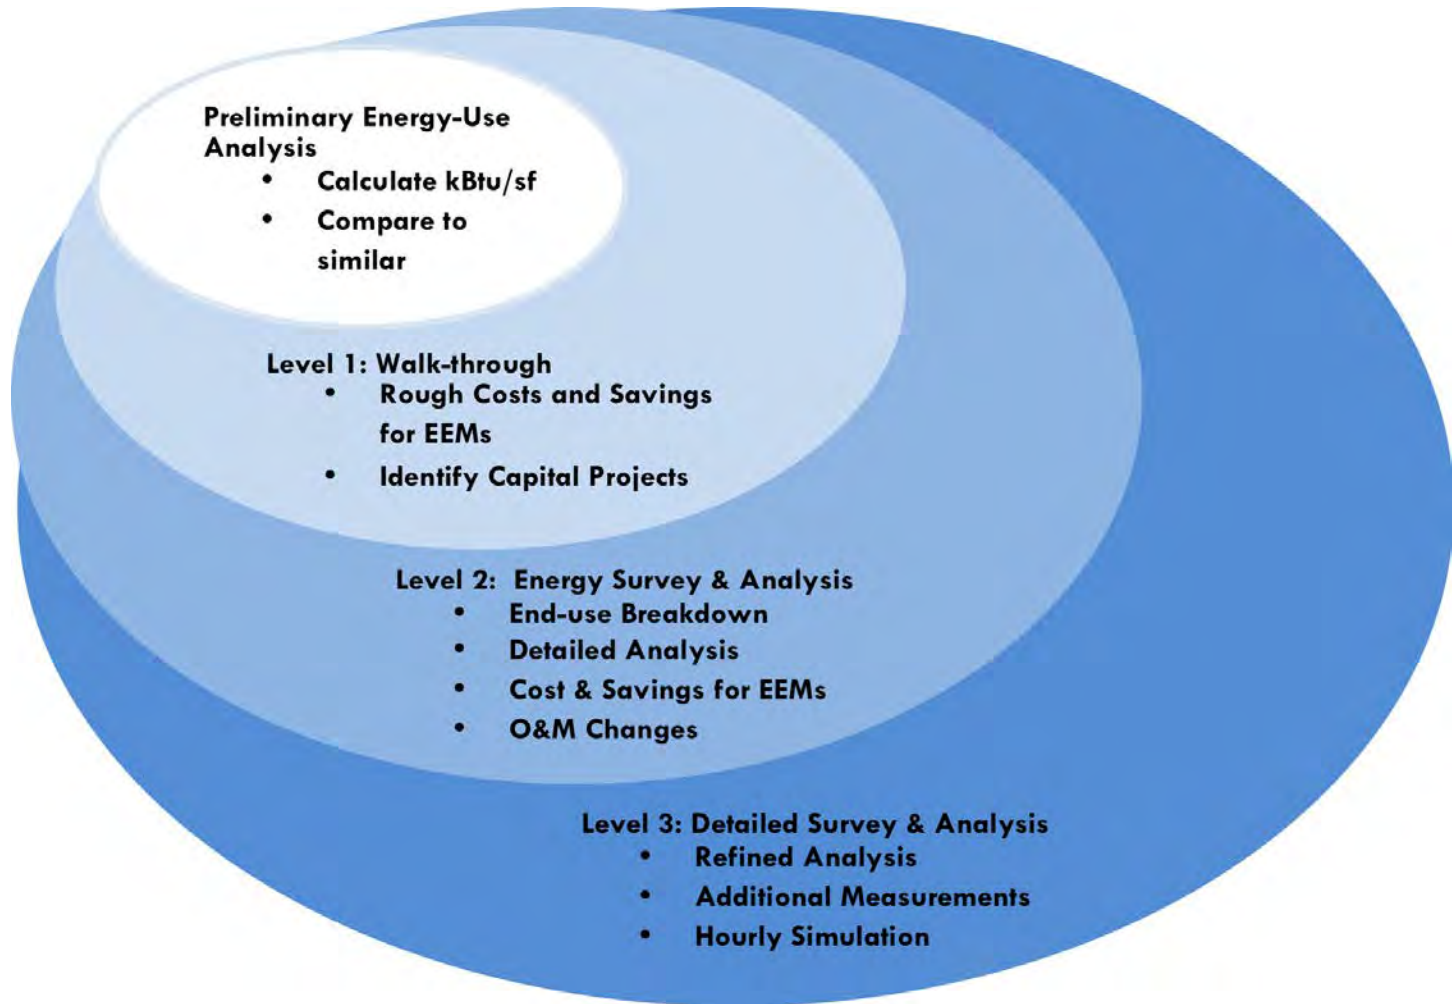 Preliminary Energy-Use
Analysis
• Calculate kBtu/sf
• Compare to
similar
Level 1: Walk-through
• Rough Costs and Savings
for EEMs
• Identify Capital Projects
Level 2: Energy Survey & Analysis
• End-use Breakdown
• Detailed Analysis
• Cost & Savings for EEMs
• O&M Changes
Level 3: Detailed Survey & Analysis
• Refined Analysis
• Additional Measurements
• Hourly Simulation